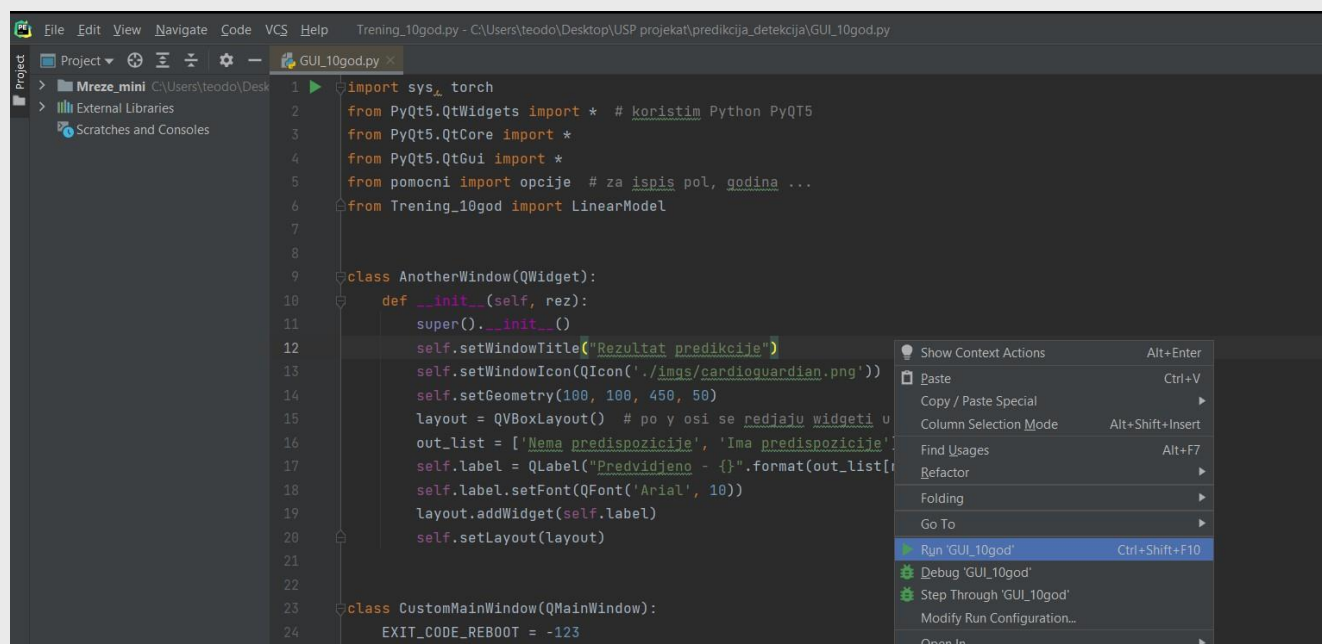 File Edit View Navigate Code VCS Help Trening_10god.py - C:\Users\teodo\Desktop\USP projekat\predikcija_detekcija\GUI_10god.py
Project
Project
GUI_10god.py
Mreze_mini C:\Users\teodo\Desk
External Libraries
Scratches and Consoles
1 import sys, torch
2 from PyQt5.QtWidgets import * # koristim Python PyQT5
3 from PyQt5.QtCore import *
4 from PyQt5.QtGui import *
5 from pomocni import opcije # za ispis pol, godina ...
6 from Trening_10god import LinearModel
7
8
9 class AnotherWindow(QWidget):
10 def __init__(self, rez):
11 super().__init__()
12 self.setWindowTitle("Rezultat predikcije")
13 self.setWindowIcon(QIcon('./imgs/cardioguardian.png'))
14 self.setGeometry(100, 100, 450, 50)
15 layout = QVBoxLayout() # po y osi se redjaju widgeti u
16 out_list = ['Nema predispozicije', 'Ima predispozicije'
17 self.label = QLabel("Predvidjeno - {}".format(out_list[
18 self.label.setFont(QFont('Arial', 10))
19 layout.addWidget(self.label)
20 self.setLayout(layout)
21
22
23 class CustomMainWindow(QMainWindow):
24 EXIT_CODE_REBOOT = -123
Show Context Actions Alt+Enter
Paste Ctrl+V
Copy / Paste Special
Column Selection Mode Alt+Shift+Insert
Find Usages Alt+F7
Refactor
Folding
Go To
Run 'GUI_10god' Ctrl+Shift+F10
Debug 'GUI_10god'
Step Through 'GUI_10god'
Modify Run Configuration...
Open In